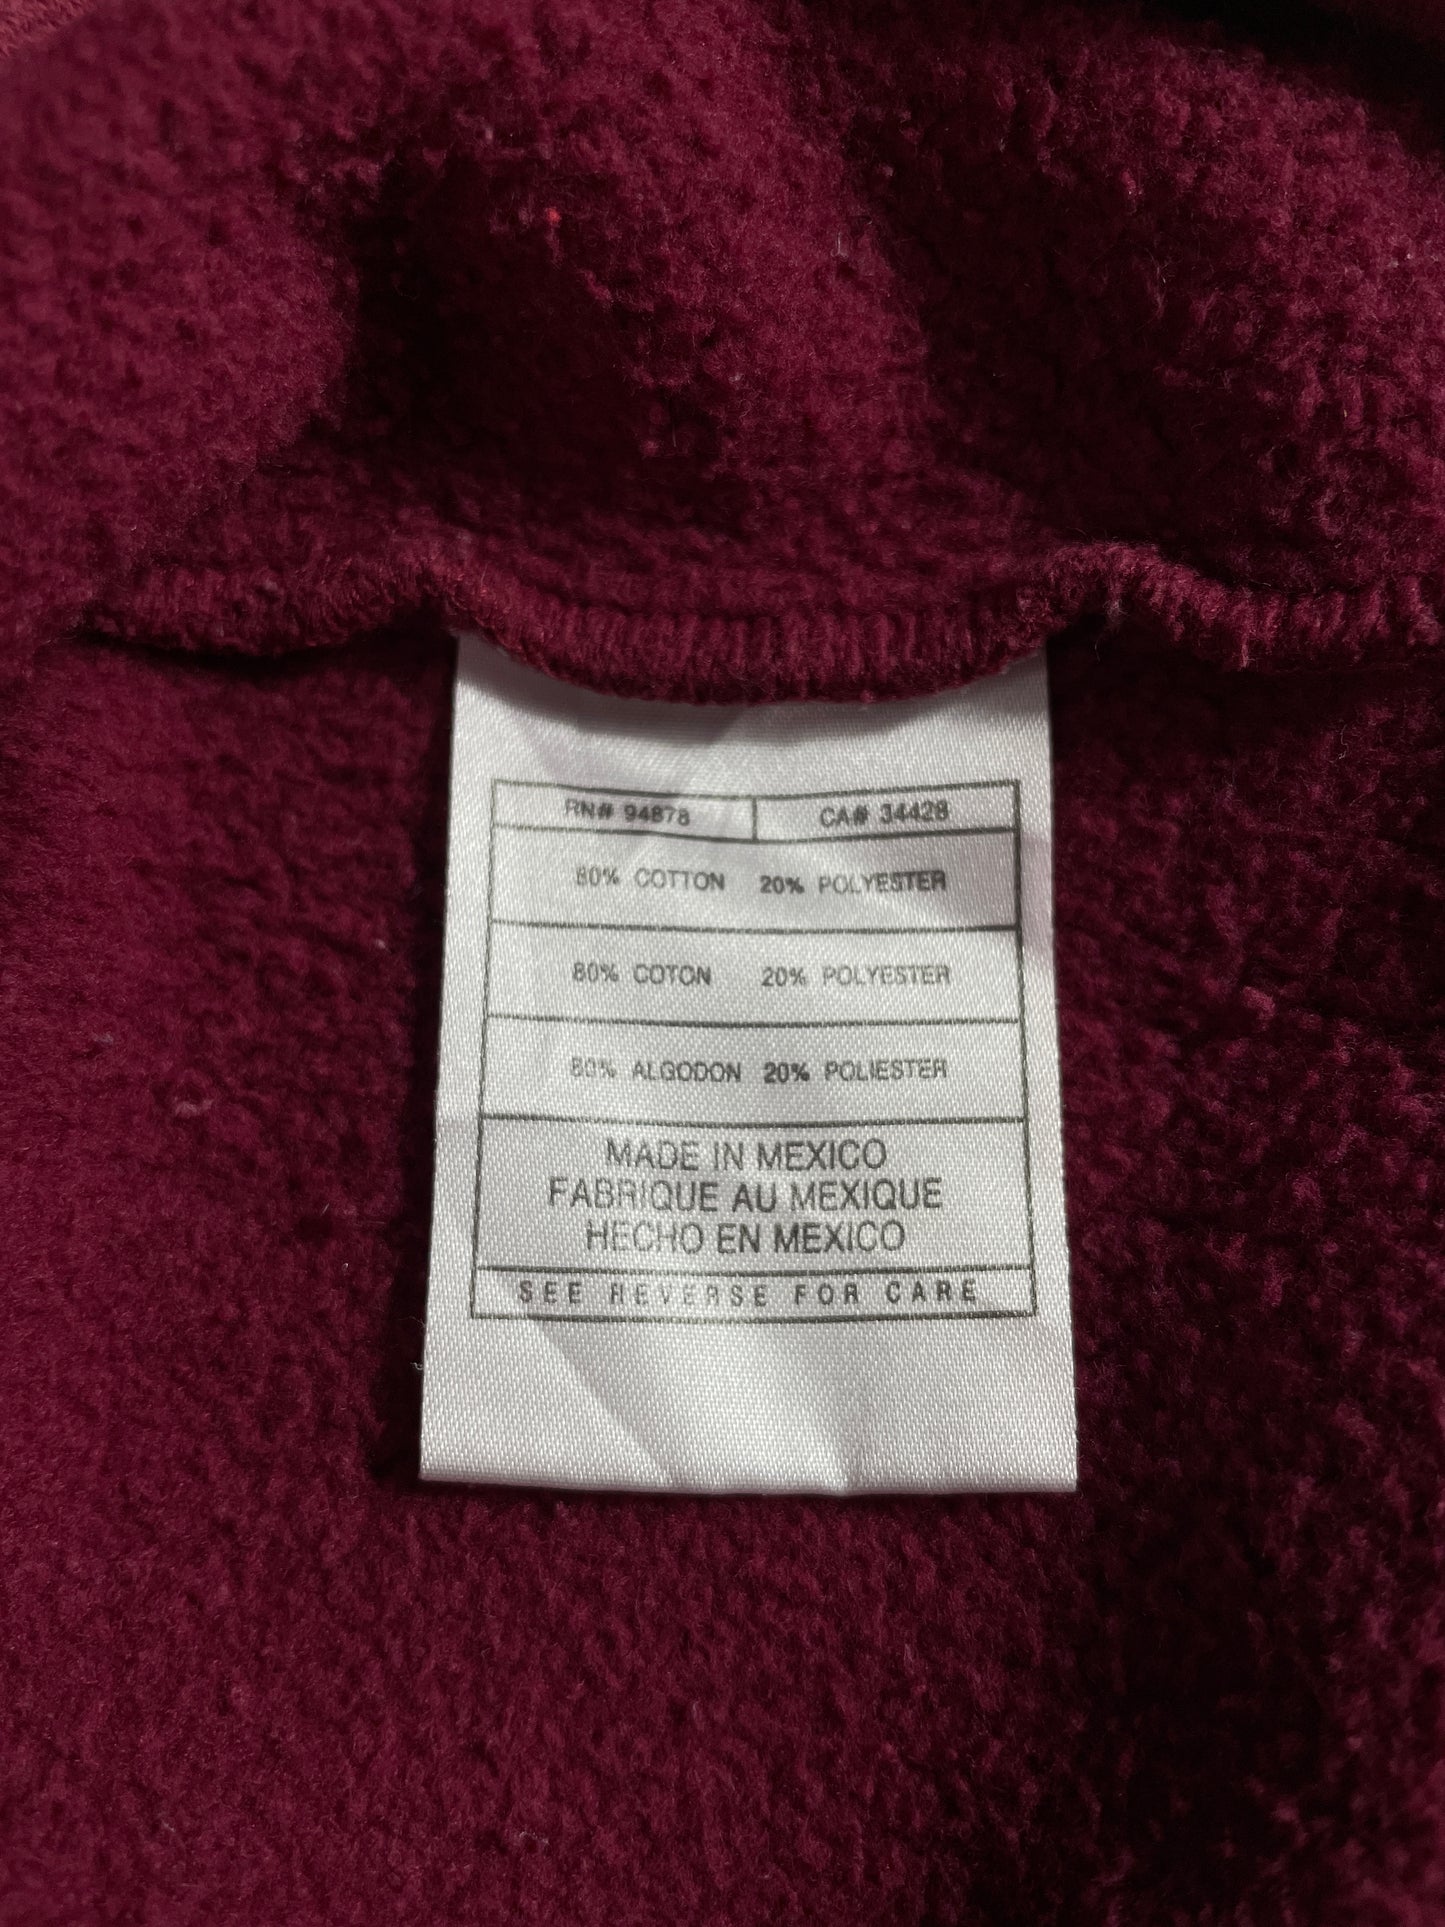 RN# 94878 CA# 34428
80% COTTON 20% POLYESTER
80% COTON 20% POLYESTER
80% ALGODON 20% POLIESTER
MADE IN MEXICO
FABRIQUE AU MEXIQUE
HECHO EN MEXICO
SEE REVERSE FOR CARE